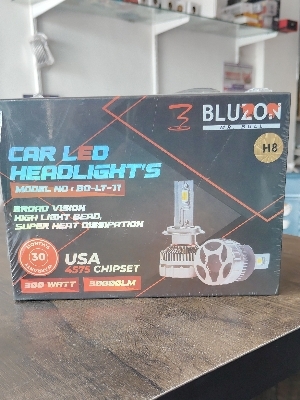 BLUZON
H8
CAR LED
HEADLIGHT'S
MODEL NO : BO-LT-11
BROAD VISION
HIGH LIGHT BEAD,
SUPER HEAT DISSIPATION
30
USA
4575 CHIPSET
300 WATT